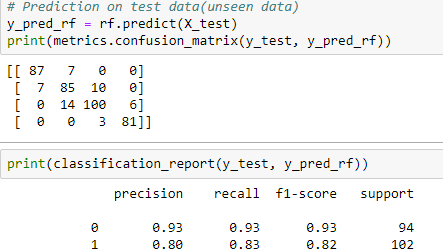 # Prediction on test data(unseen data)
y_pred_rf = rf.predict(X_test)
print(metrics.confusion_matrix(y_test, y_pred_rf))
[[ 87 7 0 0]
[ 7 85 10 0]
[ 0 14 100 6]
[ 0 0 3 81]]
print(classification_report(y_test, y_pred_rf))
precision recall f1-score support
0 0.93 0.93 0.93 94
1 0.80 0.83 0.82 102